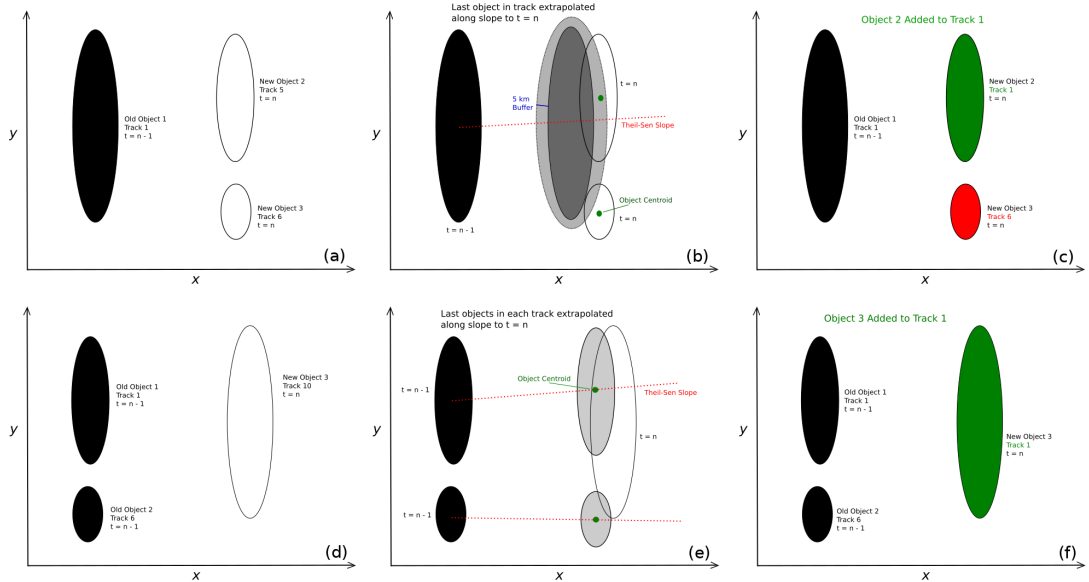 y
Old Object 1
Track 1
t = n - 1
New Object 2
Track 5
t = n
New Object 3
Track 6
t = n
(a)
x
Last object in track extrapolated
along slope to t = n
y
5 km
Buffer
t = n
Theil-Sen Slope
Object Centroid
t = n
t = n - 1
(b)
x
Object 2 Added to Track 1
y
Old Object 1
Track 1
t = n - 1
New Object 2
Track 1
t = n
New Object 3
Track 6
t = n
(c)
x
y
Old Object 1
Track 1
t = n - 1
New Object 3
Track 10
t = n
Old Object 2
Track 6
t = n - 1
(d)
x
Last objects in each track extrapolated
along slope to t = n
y
t = n - 1
Object Centroid
Theil-Sen Slope
t = n
t = n - 1
(e)
x
Object 3 Added to Track 1
y
Old Object 1
Track 1
t = n - 1
New Object 3
Track 1
t = n
Old Object 2
Track 6
t = n - 1
(f)
x